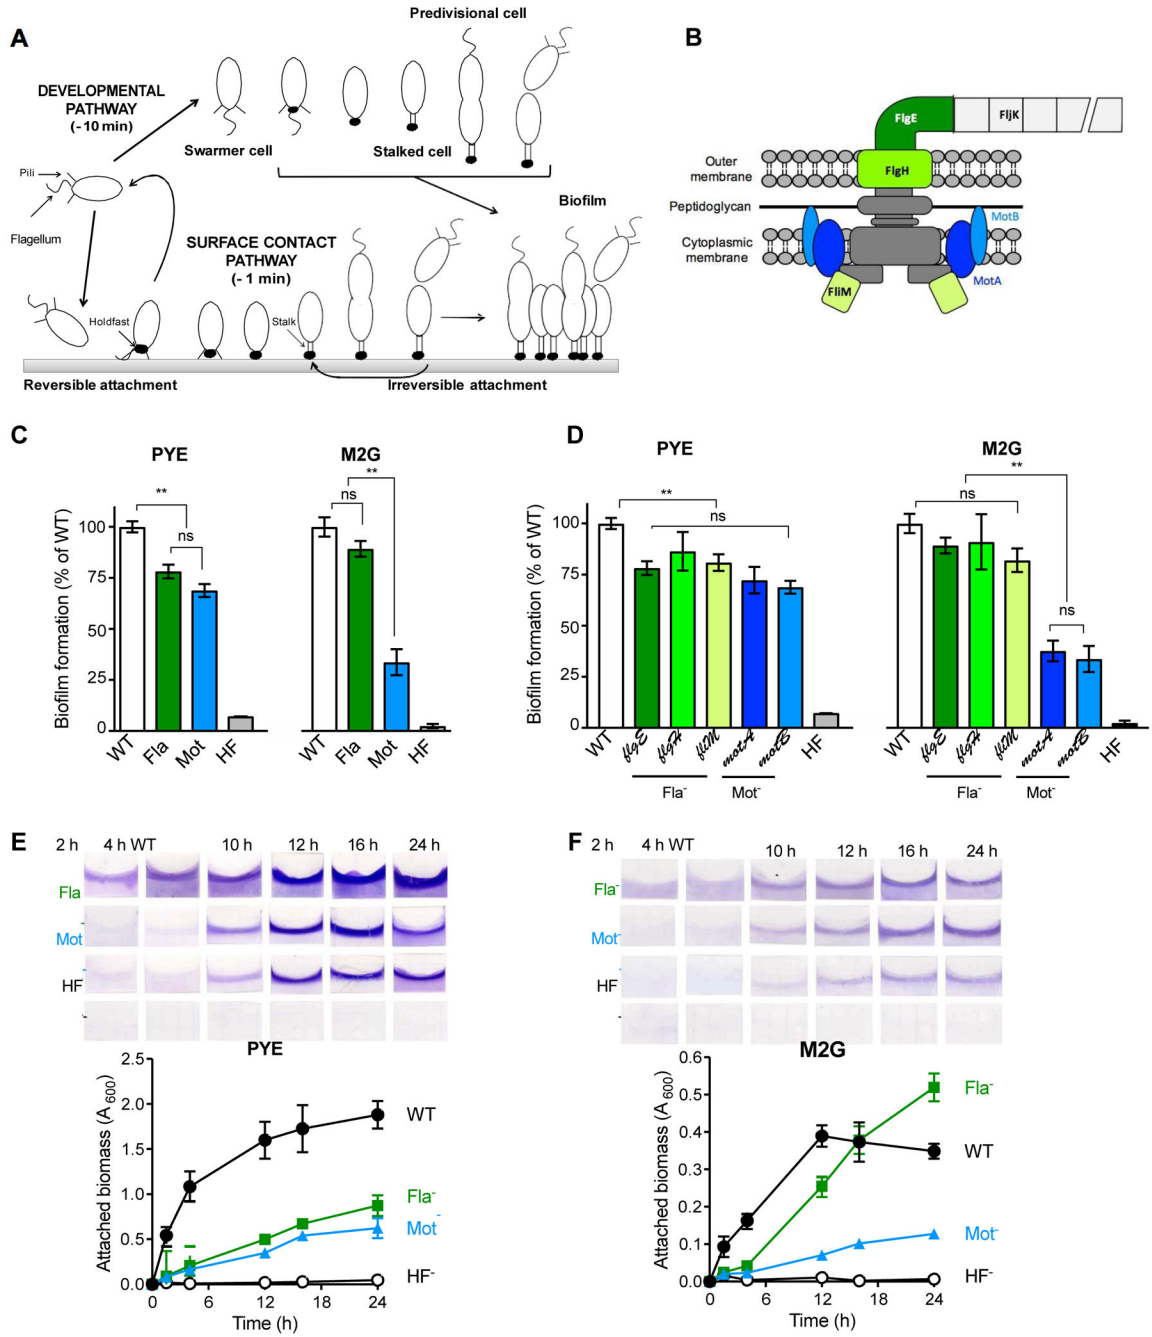 A
Predivisional cell
DEVELOPMENTAL
PATHWAY
(~10 min)
Swarmer cell
Stalked cell
Pili
Flagellum
Biofilm
SURFACE CONTACT
PATHWAY
(~ 1 min)
Holdfast
Stalk
Reversible attachment
Irreversible attachment
B
FlgE
FljK
Outer
membrane
FlgH
Peptidoglycan
MotB
Cytoplasmic
membrane
MotA
FliM
C
PYE
M2G
**
ns
**
ns
Biofilm formation (% of WT)
100
75
50
25
0
WT
Fla
Mot
HF
WT
Fla
Mot
HF
D
PYE
M2G
**
ns
**
ns
ns
Biofilm formation (% of WT)
100
75
50
25
0
WT
flgE
flgH
fliM
motA
motB
HF
Fla-
Mot-
WT
flgE
flgH
fliM
motA
motB
HF
Fla-
Mot-
E
2 h 4 h WT 10 h 12 h 16 h 24 h
Fla
Mot
HF
PYE
Attached biomass (A 600)
2.5
2.0
1.5
1.0
0.5
0.0
WT
Fla-
Mot-
HF-
0 6 12 18 24
Time (h)
F
2 h 4 h WT 10 h 12 h 16 h 24 h
Fla-
Mot-
HF
M2G
Attached biomass (A 600)
0.6
0.5
0.4
0.3
0.2
0.1
0.0
Fla-
WT
Mot-
HF-
0 6 12 18 24
Time (h)